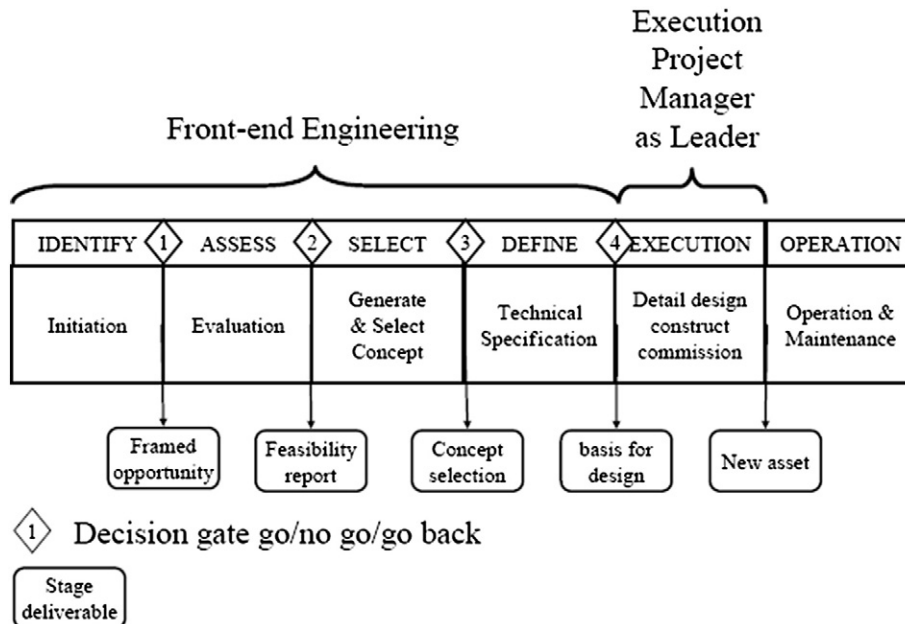 Execution
Project
Manager
as Leader
Front-end Engineering
IDENTIFY 1 ASSESS 2 SELECT 3 DEFINE 4 EXECUTION OPERATION
Initiation
Evaluation
Generate
& Select
Concept
Technical
Specification
Detail design
construct
commission
Operation &
Maintenance
Framed
opportunity
Feasibility
report
Concept
selection
basis for
design
New asset
1 Decision gate go/no go/go back
Stage
deliverable